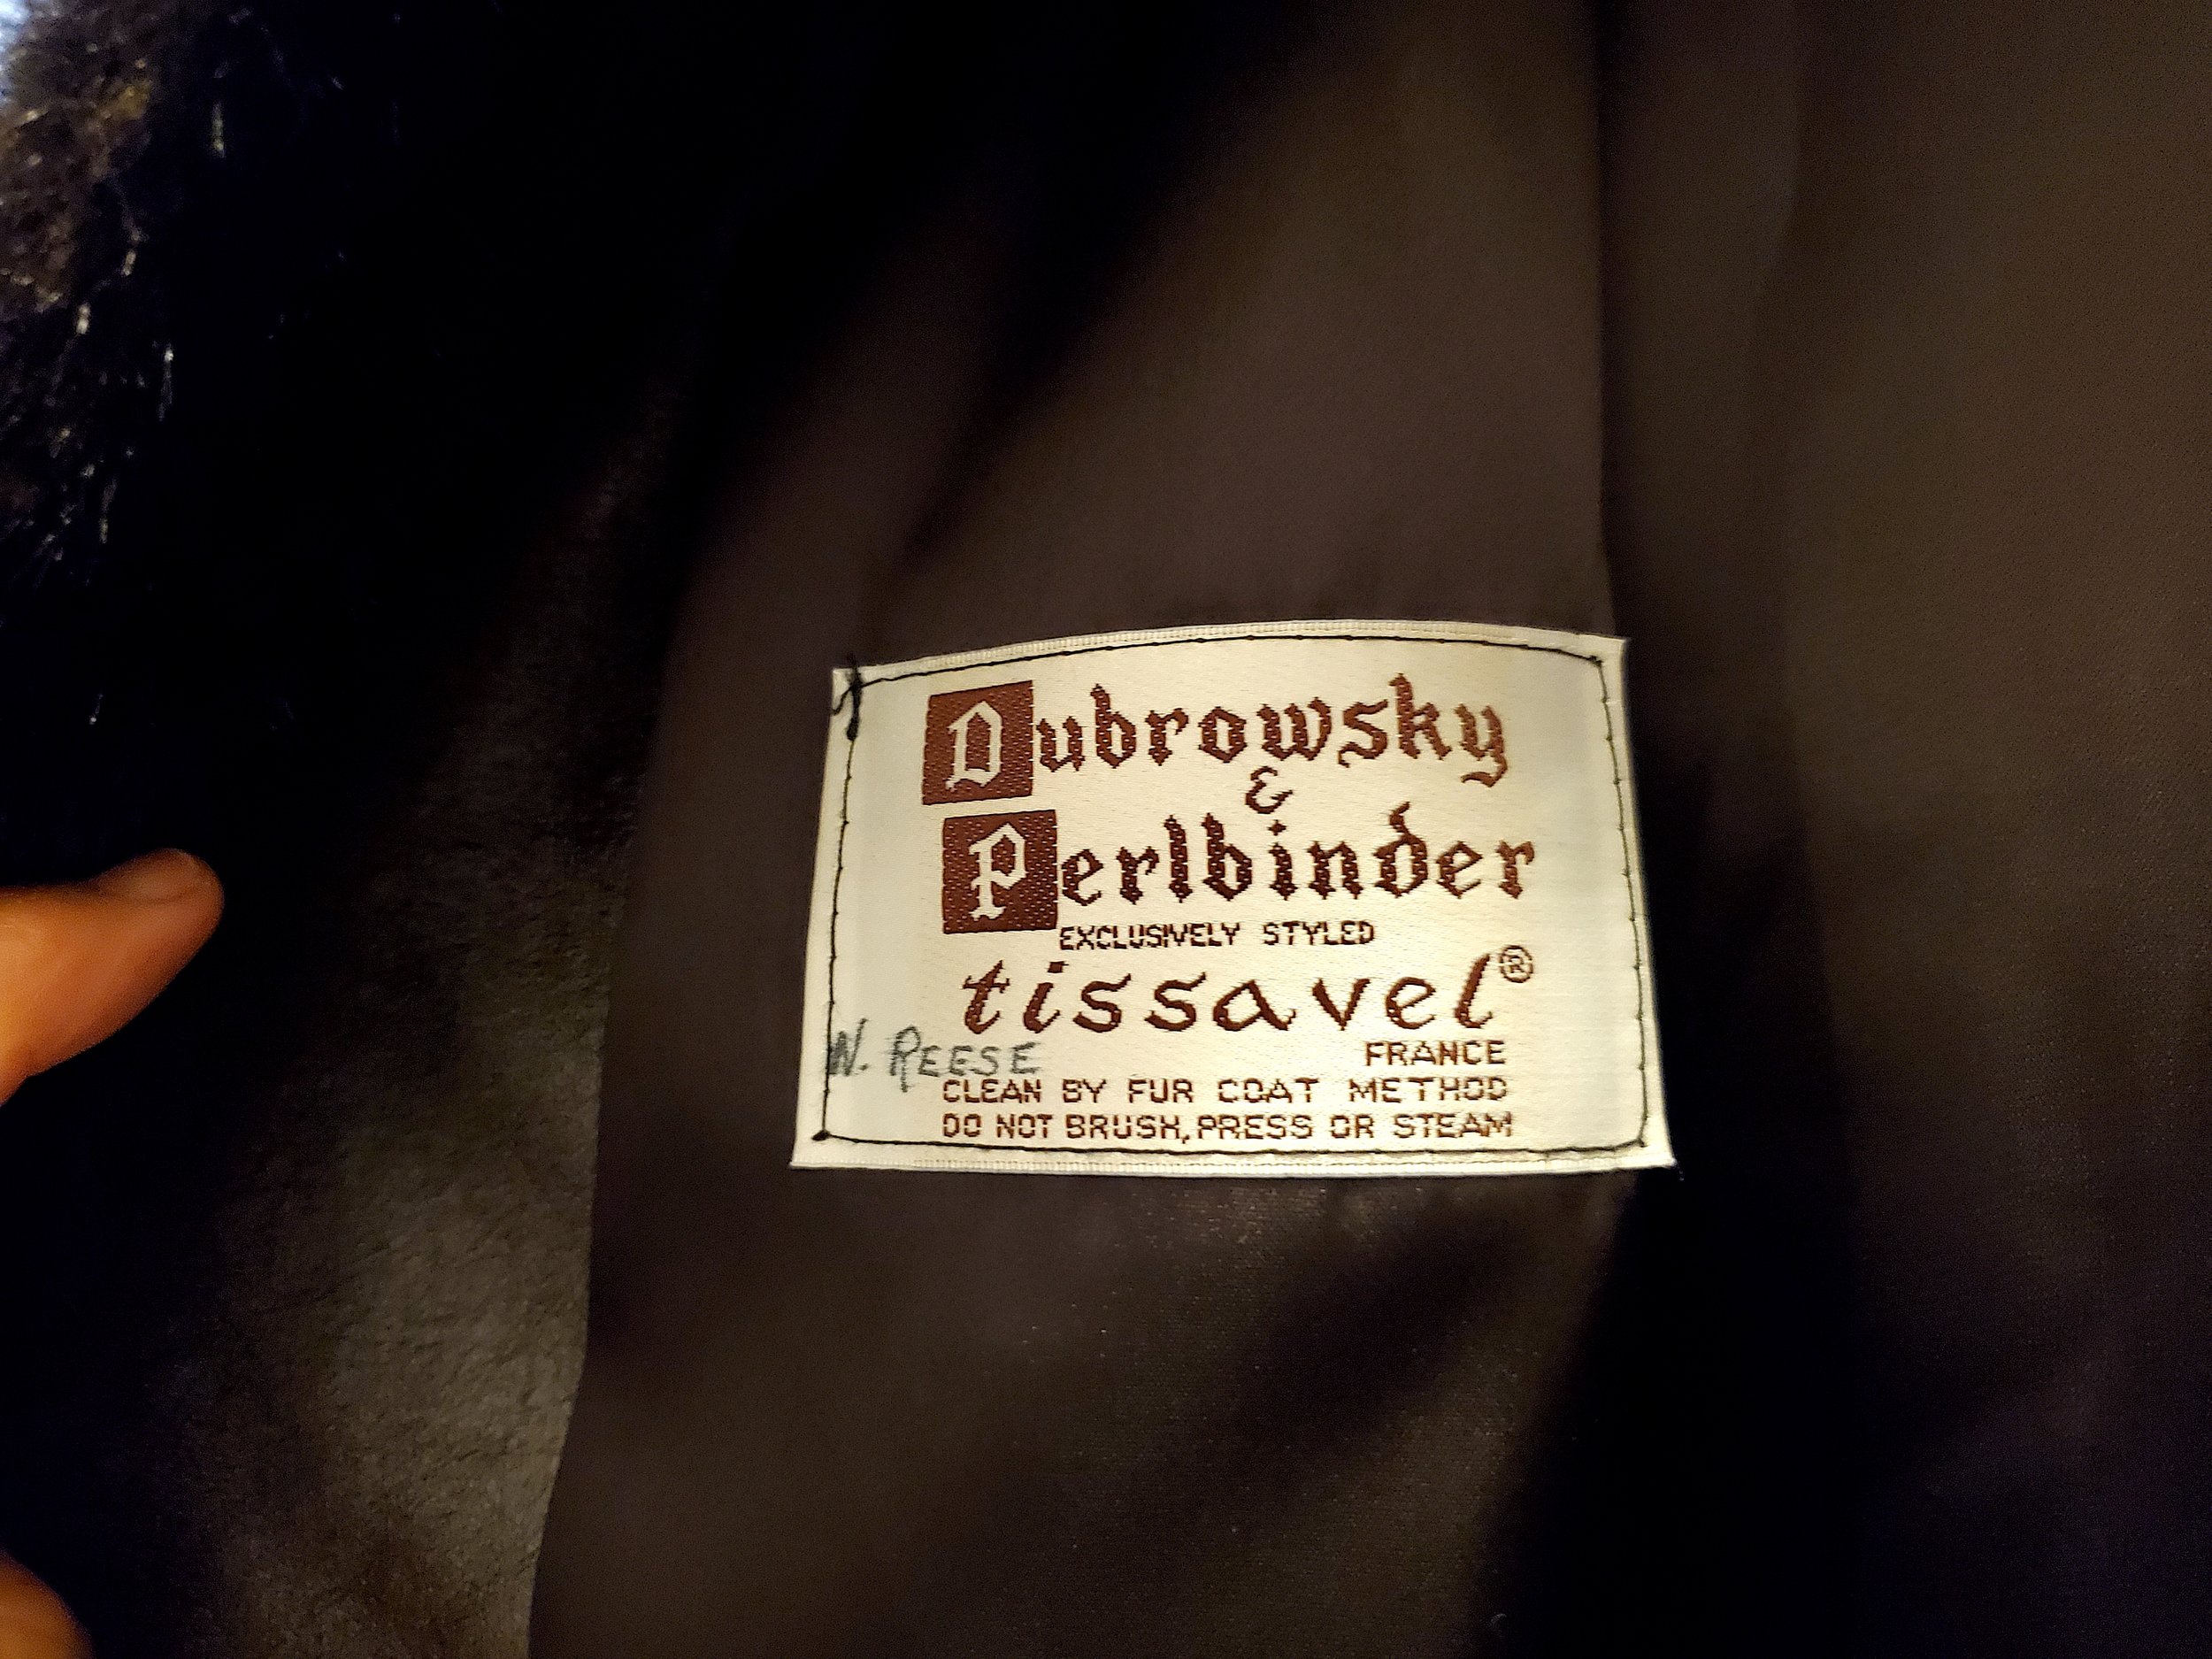 Dubrowsky
&
Perlbinder
EXCLUSIVELY STYLED
tissavel®
FRANCE
N. REESE
CLEAN BY FUR COAT METHOD
DO NOT BRUSH, PRESS OR STEAM